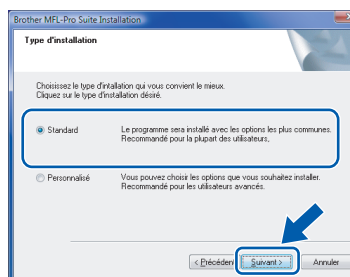 Brother MFL-Pro Suite Installation
Type d'installation
Choisissez le type d'intallation qui vous convient le mieux.
Cliquez sur le type d'installation désiré.
Standard
Le programme sera installé avec les options les plus communes.
Recommandé pour la plupart des utilisateurs,
Personnalisé
Vous pouvez choisir les options que vous souhaitez installer.
Recommandé pour les utilisateurs avancés.
< Précédent
Suivant >
Annuler